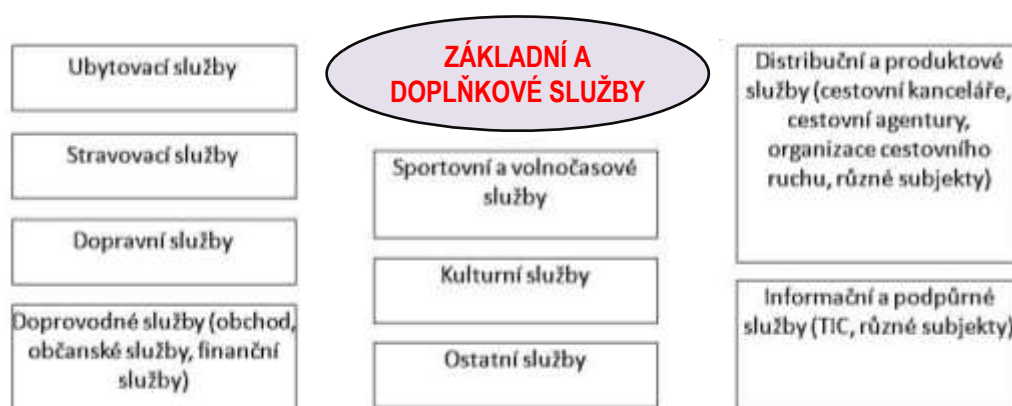 ZÁKLADNÍ A
DOPLŇKOVÉ SLUŽBY
Ubytovací služby
Stravovací služby
Dopravní služby
Doprovodné služby (obchod,
občanské služby, finanční
služby)
Sportovní a volnočasové
služby
Kulturní služby
Ostatní služby
Distribuční a produktové
služby (cestovní kanceláře,
cestovní agentury,
organizace cestovního
ruchu, různé subjekty)
Informační a podpůrné
služby (TIC, různé subjekty)